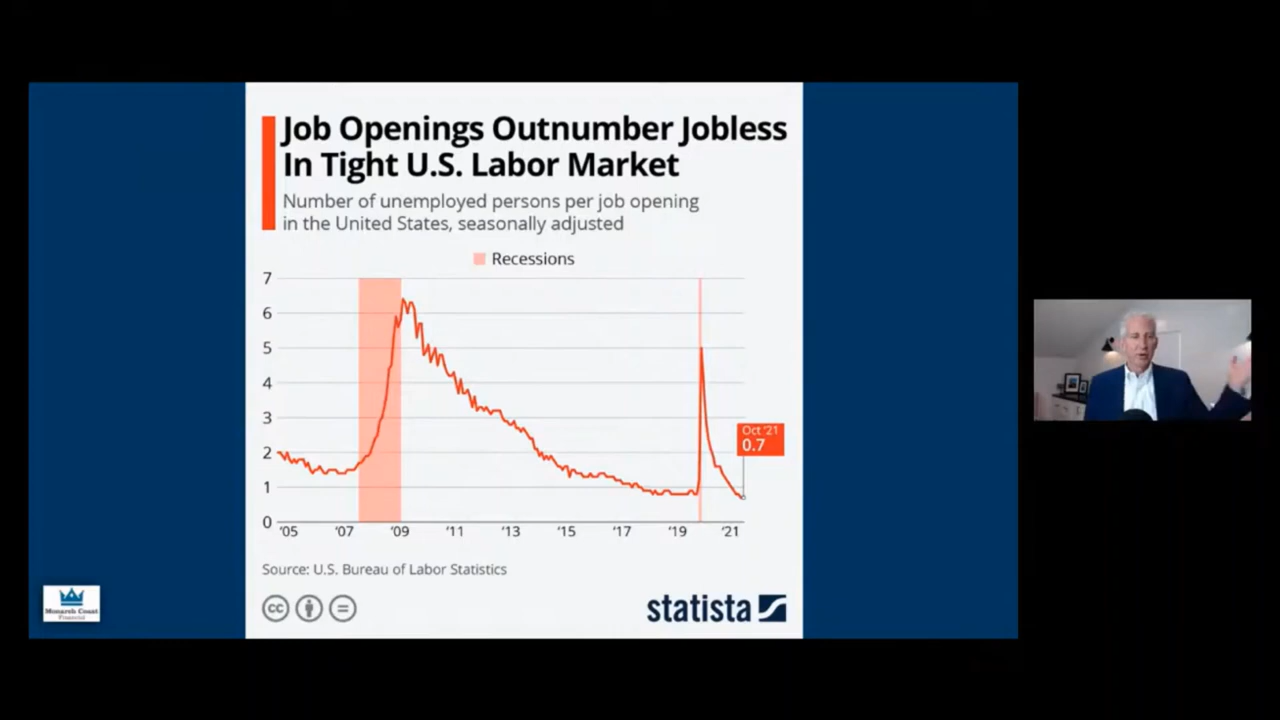 Job Openings Outnumber Jobless
In Tight U.S. Labor Market
Number of unemployed persons per job opening
in the United States, seasonally adjusted
Recessions
7
6
5
4
3
2
1
0
Oct '21
0.7
'05 '07 '09 '11 '13 '15 '17 '19 '21
Source: U.S. Bureau of Labor Statistics
cc
statista
Monarch Coast
Financial